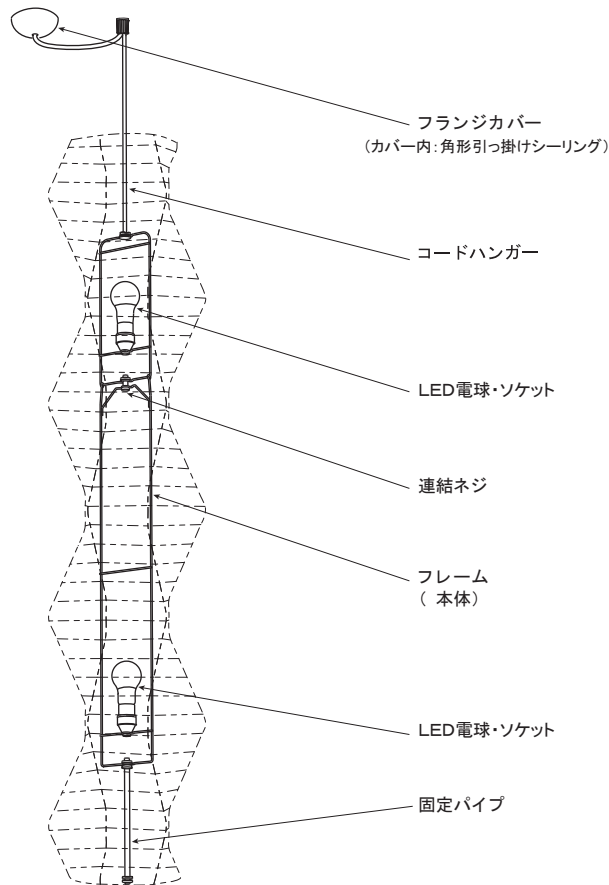 フランジカバー
(カバー内：角形引っ掛けシーリング)
コードハンガー
LED電球・ソケット
連結ネジ
フレーム
（ 本体）
LED電球・ソケット
固定パイプ